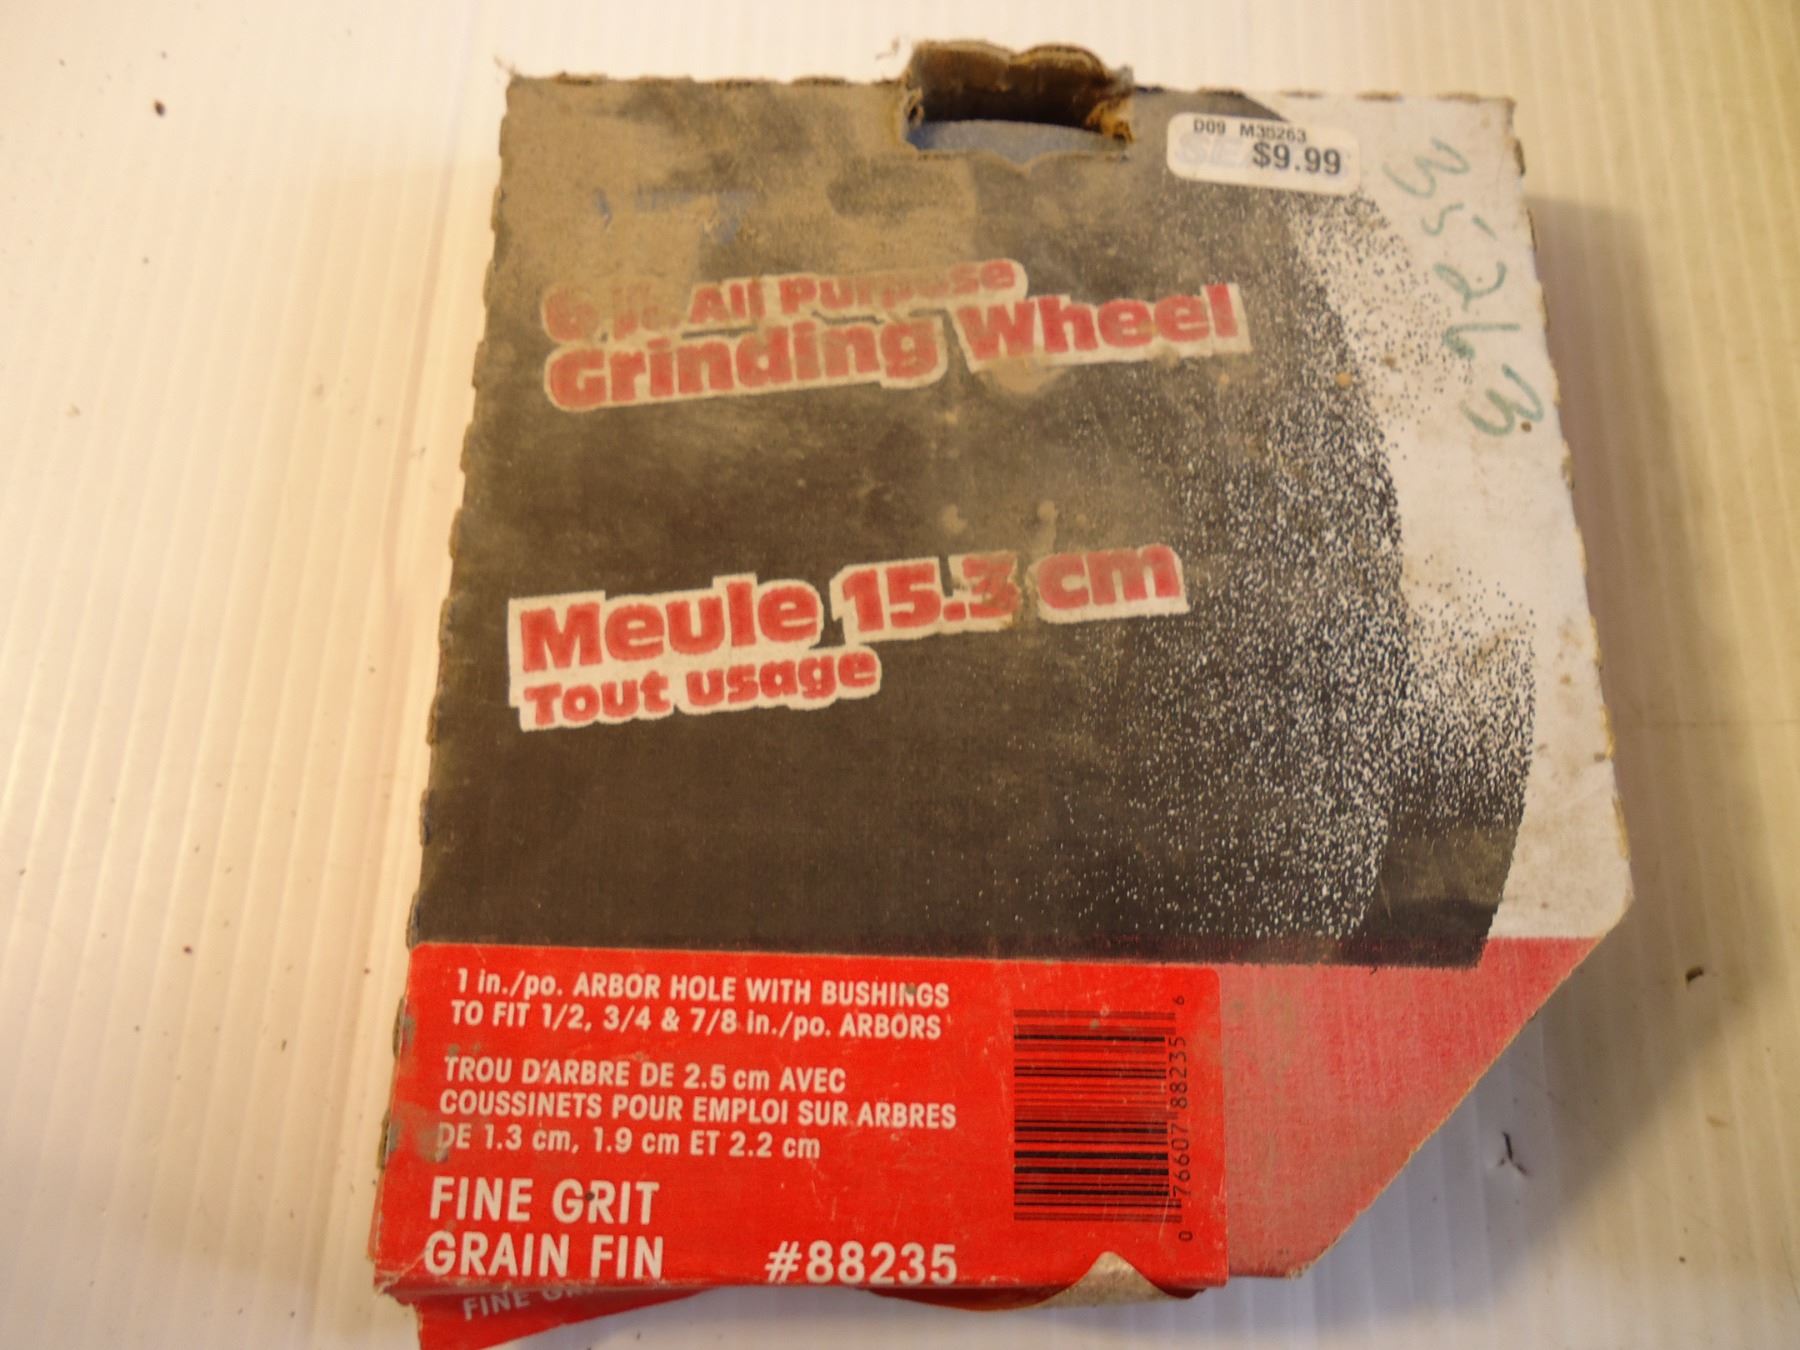 D09 M35263
$9.99
6 in. All Purpose
Grinding Wheel
Meule 15.3 cm
Tout usage
1 in./po. ARBOR HOLE WITH BUSHINGS
TO FIT 1/2, 3/4 & 7/8 in./po. ARBORS
TROU D'ARBRE DE 2.5 cm AVEC
COUSSINETS POUR EMPLOI SUR ARBRES
DE 1.3 cm, 1.9 cm ET 2.2 cm
FINE GRIT
GRAIN FIN
#88235
0 76607 88235 6
FINE